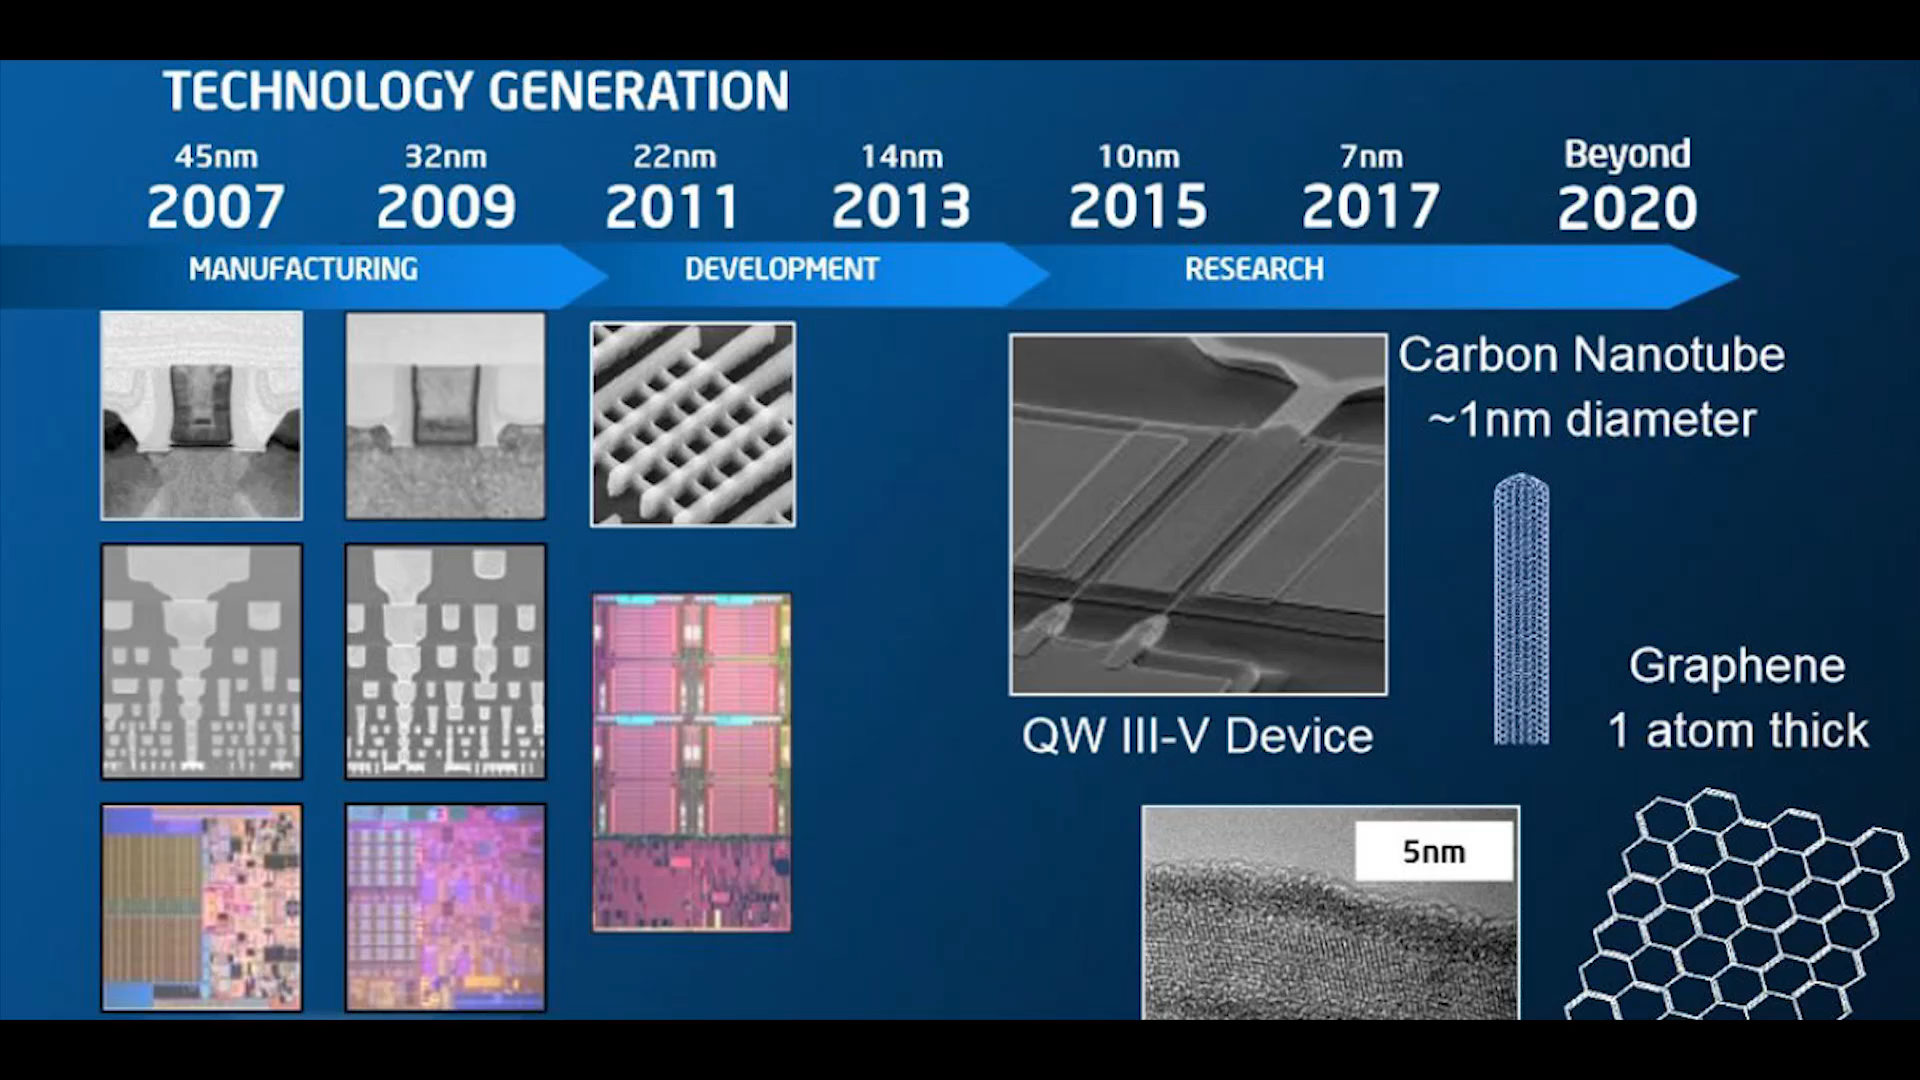 TECHNOLOGY GENERATION
45nm 32nm 22nm 14nm 10nm 7nm Beyond
2007 2009 2011 2013 2015 2017 2020
MANUFACTURING DEVELOPMENT RESEARCH
Carbon Nanotube
~1nm diameter
Graphene
1 atom thick
QW III-V Device
5nm